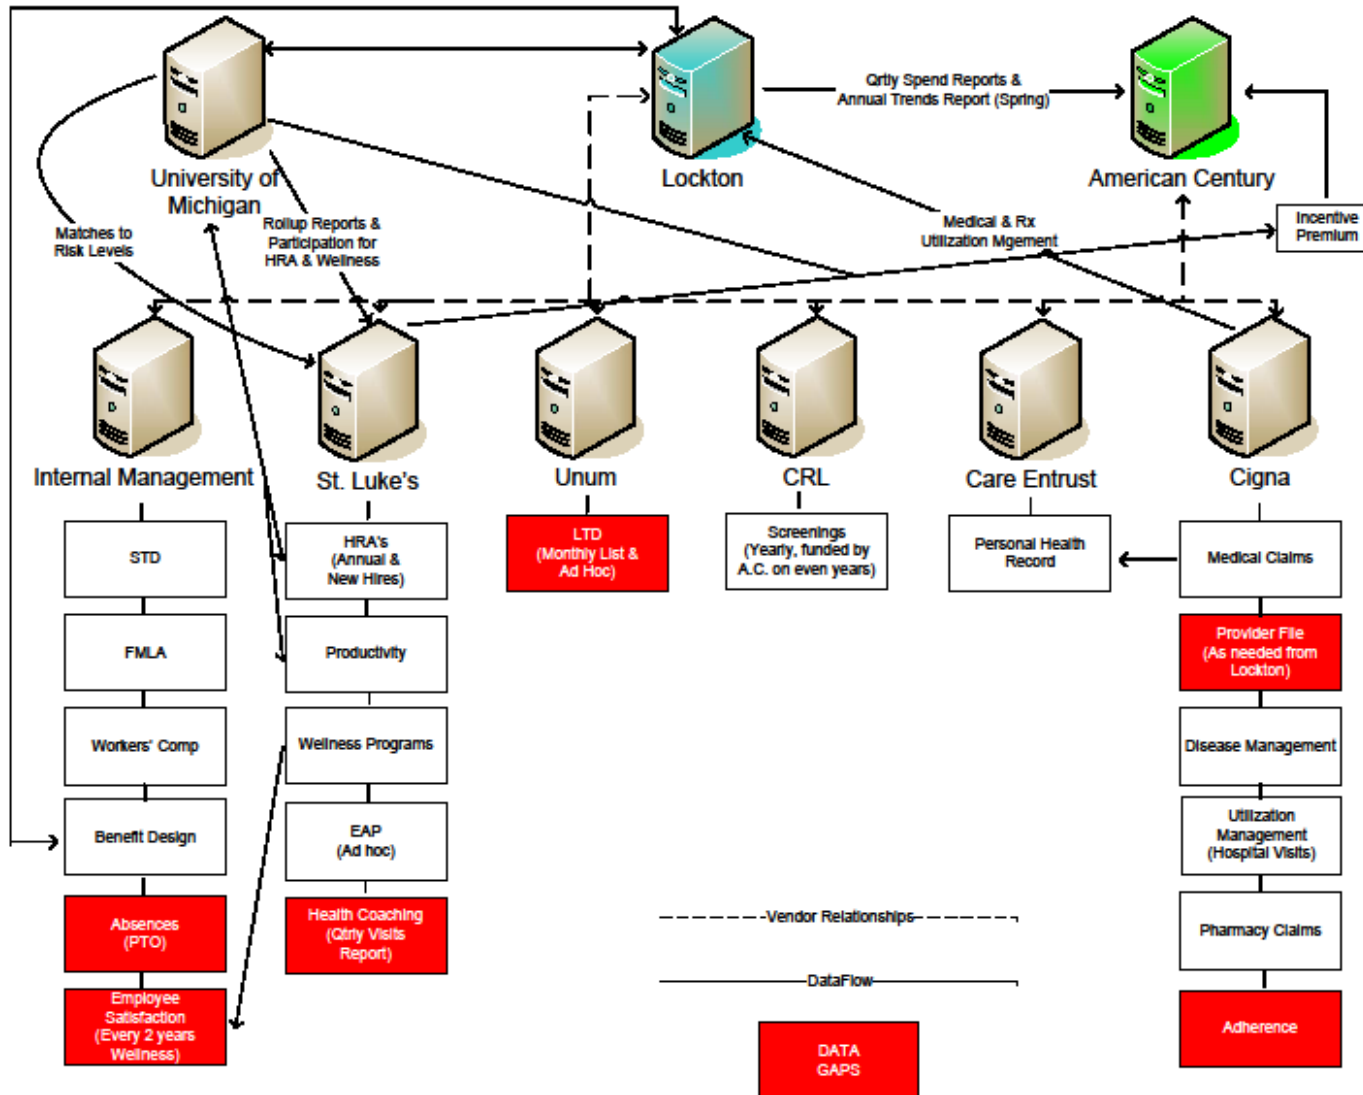 Qrtly Spend Reports &
Annual Trends Report (Spring)
University of
Michigan
Lockton
American Century
Matches to
Risk Levels
Rollup Reports &
Participation for
HRA & Wellness
Medical & Rx
Utilization Mgement
Incentive
Premium
Internal Management
St. Luke's
Unum
CRL
Care Entrust
Cigna
STD
FMLA
Workers' Comp
Benefit Design
Absences
(PTO)
Employee
Satisfaction
(Every 2 years
Wellness)
HRA's
(Annual &
New Hires)
Productivity
Wellness Programs
EAP
(Ad hoc)
Health Coaching
(Qtrly Visits
Report)
LTD
(Monthly List &
Ad Hoc)
Screenings
(Yearly, funded by
A.C. on even years)
Personal Health
Record
Medical Claims
Provider File
(As needed from
Lockton)
Disease Management
Utilization
Management
(Hospital Visits)
Pharmacy Claims
Adherence
Vendor Relationships
DataFlow
DATA
GAPS